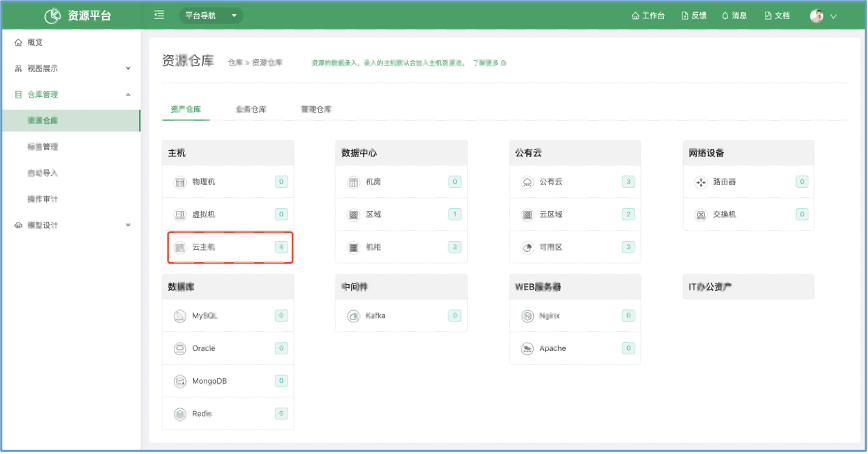 资源平台
平台导航
工作台
反馈
消息
文档
概览
视图展示
仓库管理
资源仓库
标签管理
自动导入
操作审计
模型设计
资源仓库
仓库 > 资源仓库
资源的数据录入，录入的主机默认会加入主机资源池。 了解更多
资产仓库 业务仓库 管理仓库
主机
物理机 0
虚拟机 0
云主机 4
数据中心
机房 0
区域 1
机柜 3
公有云
公有云 3
云区域 2
可用区 3
网络设备
路由器 0
交换机 0
数据库
MySQL 0
Oracle 0
MongoDB 0
Redis
中间件
Kafka 0
WEB服务器
Nginx 0
Apache 0
IT办公资产